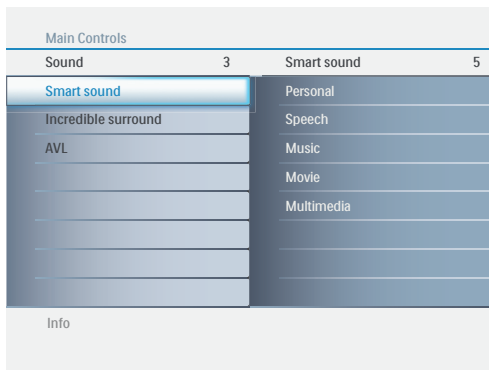 Main Controls
Sound 3 Smart sound 5
Smart sound Personal
Incredible surround Speech
AVL Music
Movie
Multimedia
Info